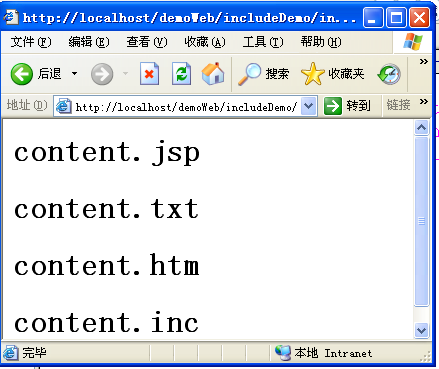 http://localhost/demoWeb/includeDemo/in...
文件(F) 编辑(E) 查看(V) 收藏(A) 工具(T) 帮助(H) »
后退 搜索 收藏夹 »
地址(D) http://localhost/demoWeb/includeDemo/ 转到 链接 »
content.jsp
content.txt
content.htm
content.inc
完毕 本地 Intranet